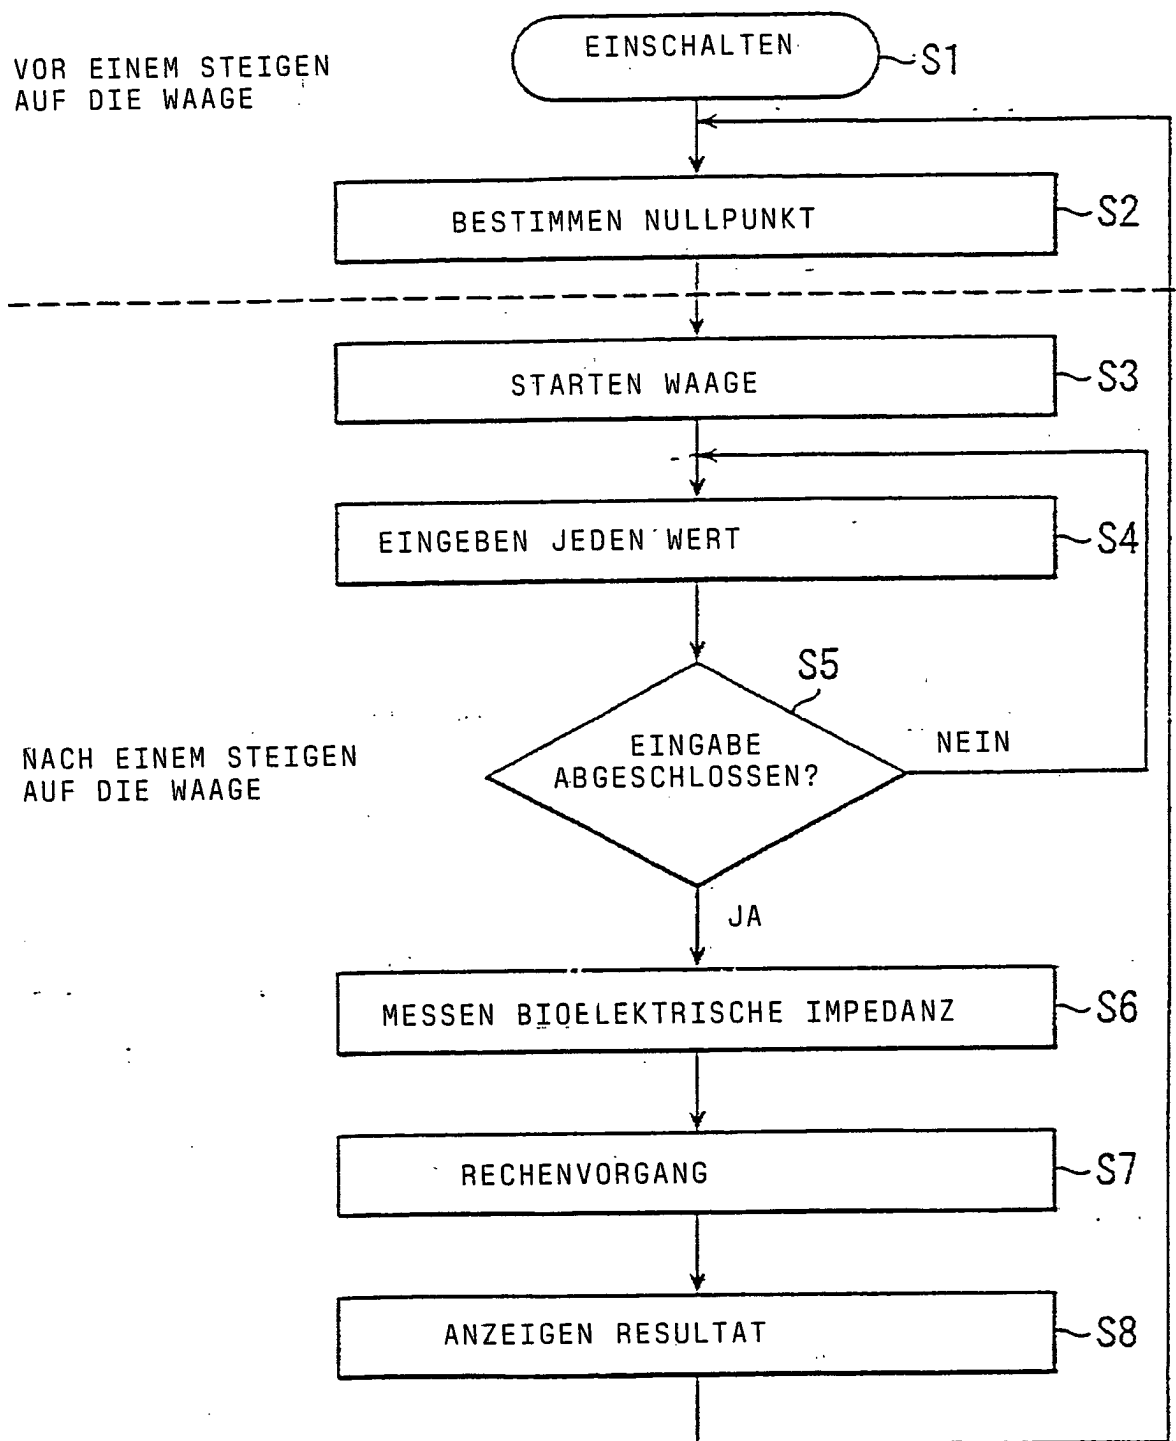 EINSCHALTEN
S1
VOR EINEM STEIGEN
AUF DIE WAAGE
BESTIMMEN NULLPUNKT
S2
STARTEN WAAGE
S3
EINGEBEN JEDEN WERT
S4
S5
EINGABE
ABGESCHLOSSEN?
NEIN
NACH EINEM STEIGEN
AUF DIE WAAGE
JA
MESSEN BIOELEKTRISCHE IMPEDANZ
S6
RECHENVORGANG
S7
ANZEIGEN RESULTAT
S8